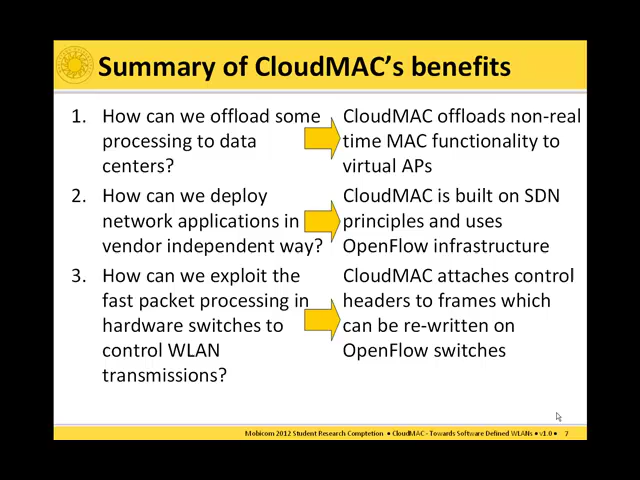 Summary of CloudMAC's benefits
1. How can we offload some
processing to data
centers?
CloudMAC offloads non-real
time MAC functionality to
virtual APs
2. How can we deploy
network applications in
vendor independent way?
CloudMAC is built on SDN
principles and uses
OpenFlow infrastructure
3. How can we exploit the
fast packet processing in
hardware switches to
control WLAN
transmissions?
CloudMAC attaches control
headers to frames which
can be re-written on
OpenFlow switches
Mobicom 2012 Student Research Comptetion ● CloudMAC - Towards Software Defined WLANs ● v1.0 ● 7